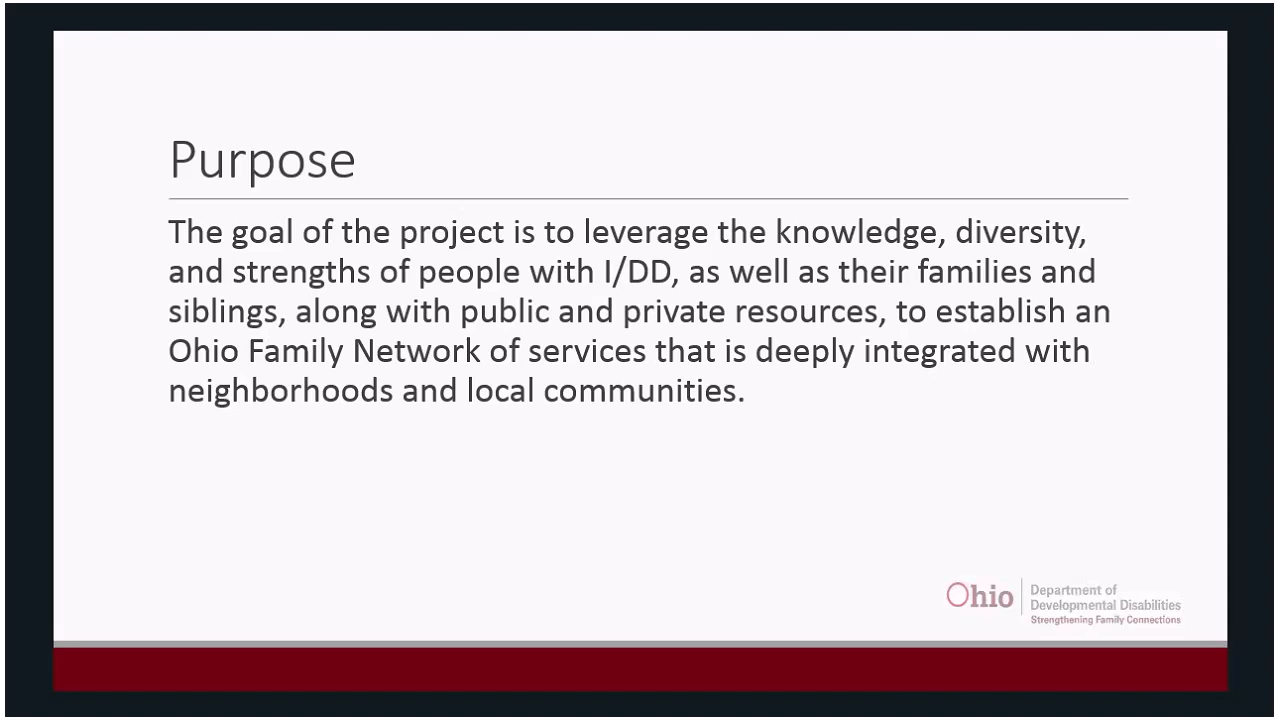 Purpose
The goal of the project is to leverage the knowledge, diversity,
and strengths of people with I/DD, as well as their families and
siblings, along with public and private resources, to establish an
Ohio Family Network of services that is deeply integrated with
neighborhoods and local communities.
Ohio
Department of
Developmental Disabilities
Strengthening Family Connections